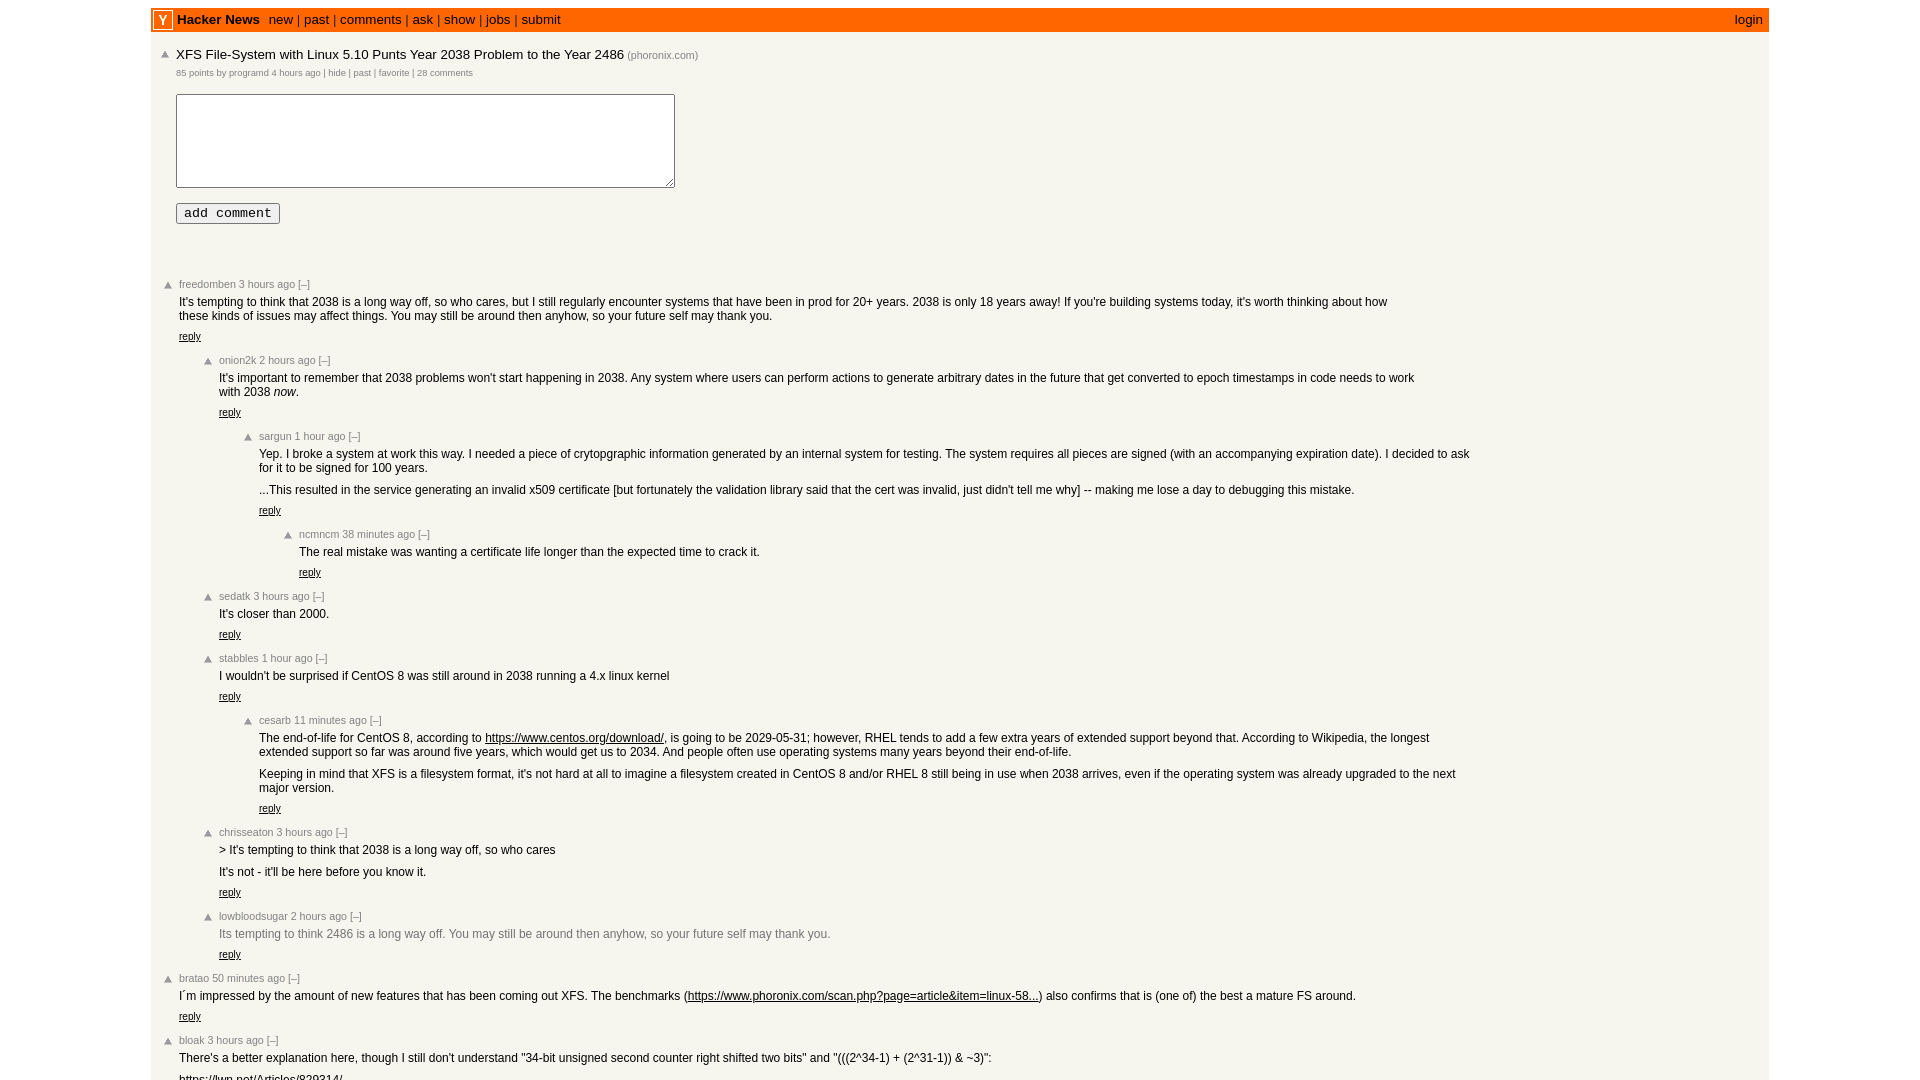 Y Hacker News new | past | comments | ask | show | jobs | submit login
XFS File-System with Linux 5.10 Punts Year 2038 Problem to the Year 2486 (phoronix.com)
85 points by programd 4 hours ago | hide | past | favorite | 28 comments
add comment
freedomben 3 hours ago [–]
It's tempting to think that 2038 is a long way off, so who cares, but I still regularly encounter systems that have been in prod for 20+ years. 2038 is only 18 years away! If you're building systems today, it's worth thinking about how
these kinds of issues may affect things. You may still be around then anyhow, so your future self may thank you.
reply
onion2k 2 hours ago [–]
It's important to remember that 2038 problems won't start happening in 2038. Any system where users can perform actions to generate arbitrary dates in the future that get converted to epoch timestamps in code needs to work
with 2038 now.
reply
sargun 1 hour ago [–]
Yep. I broke a system at work this way. I needed a piece of crytopgraphic information generated by an internal system for testing. The system requires all pieces are signed (with an accompanying expiration date). I decided to ask
for it to be signed for 100 years.
...This resulted in the service generating an invalid x509 certificate [but fortunately the validation library said that the cert was invalid, just didn't tell me why] -- making me lose a day to debugging this mistake.
reply
ncmncm 38 minutes ago [–]
The real mistake was wanting a certificate life longer than the expected time to crack it.
reply
sedatk 3 hours ago [–]
It's closer than 2000.
reply
stabbles 1 hour ago [–]
I wouldn't be surprised if CentOS 8 was still around in 2038 running a 4.x linux kernel
reply
cesarb 11 minutes ago [–]
The end-of-life for CentOS 8, according to https://www.centos.org/download/, is going to be 2029-05-31; however, RHEL tends to add a few extra years of extended support beyond that. According to Wikipedia, the longest
extended support so far was around five years, which would get us to 2034. And people often use operating systems many years beyond their end-of-life.
Keeping in mind that XFS is a filesystem format, it's not hard at all to imagine a filesystem created in CentOS 8 and/or RHEL 8 still being in use when 2038 arrives, even if the operating system was already upgraded to the next
major version.
reply
chrisseaton 3 hours ago [–]
> It's tempting to think that 2038 is a long way off, so who cares
It's not - it'll be here before you know it.
reply
lowbloodsugar 2 hours ago [–]
Its tempting to think 2486 is a long way off. You may still be around then anyhow, so your future self may thank you.
reply
bratao 50 minutes ago [–]
I´m impressed by the amount of new features that has been coming out XFS. The benchmarks (https://www.phoronix.com/scan.php?page=article&item=linux-58...) also confirms that is (one of) the best a mature FS around.
reply
bloak 3 hours ago [–]
There's a better explanation here, though I still don't understand "34-bit unsigned second counter right shifted two bits" and "(((2^34-1) + (2^31-1)) & ~3)":
https://lwn.net/Articles/829314/